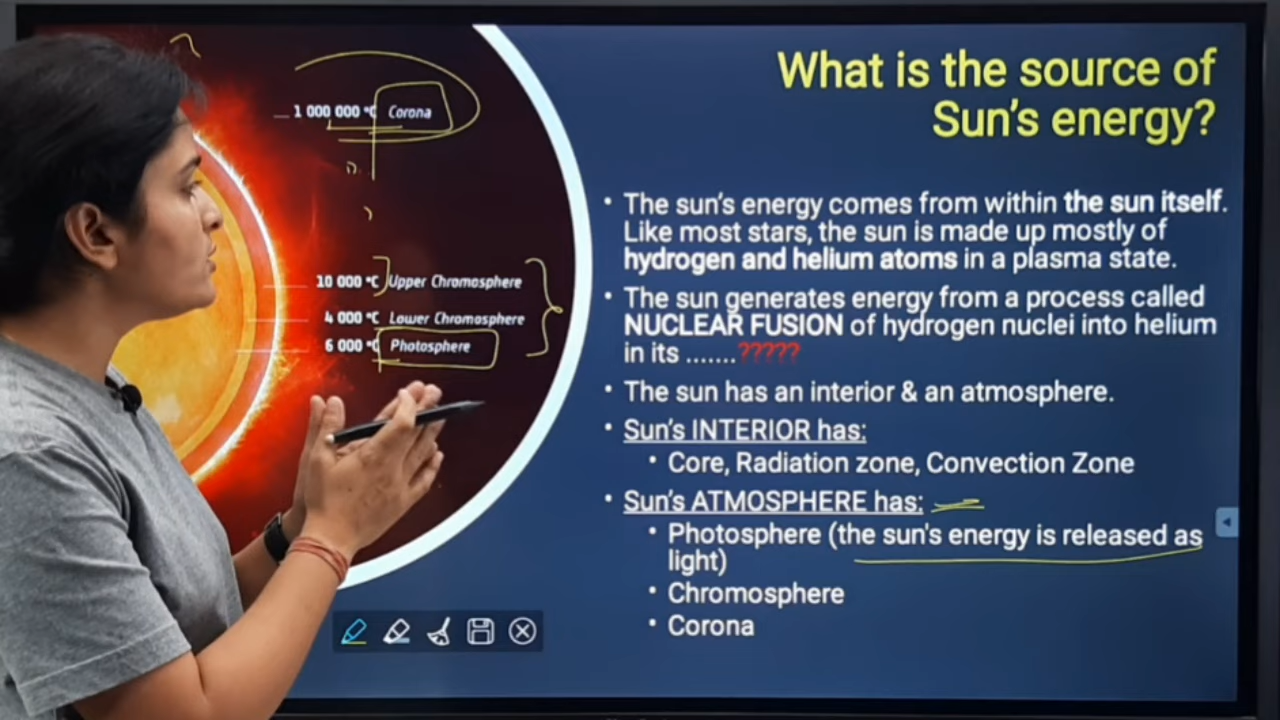 What is the source of
Sun's energy?
1 000 000 °C Corona
10 000 °C Upper Chromosphere
4 000 °C Lower Chromosphere
6 000 °C Photosphere
• The sun's energy comes from within the sun itself.
Like most stars, the sun is made up mostly of
hydrogen and helium atoms in a plasma state.
• The sun generates energy from a process called
NUCLEAR FUSION of hydrogen nuclei into helium
in its .......?????
• The sun has an interior & an atmosphere.
• Sun's INTERIOR has:
• Core, Radiation zone, Convection Zone
• Sun's ATMOSPHERE has:
• Photosphere (the sun's energy is released as
light)
• Chromosphere
• Corona